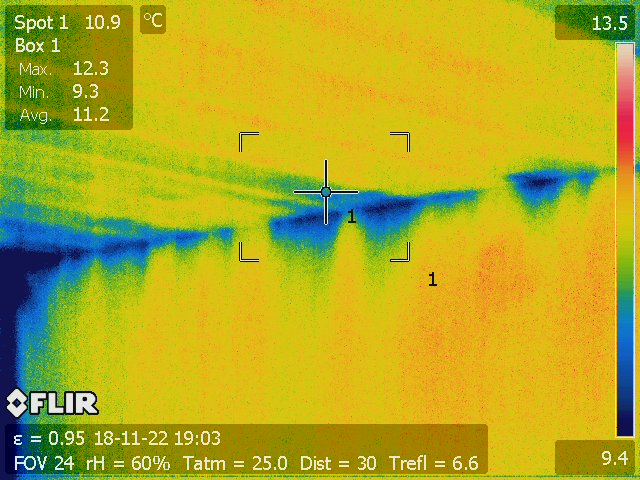 Spot 1 10.9 °C 13.5
Box 1
Max. 12.3
Min. 9.3
Avg. 11.2
1
1
FLIR
ε = 0.95 18-11-22 19:03
FOV 24 rH = 60% Tatm = 25.0 Dist = 30 Trefl = 6.6 9.4